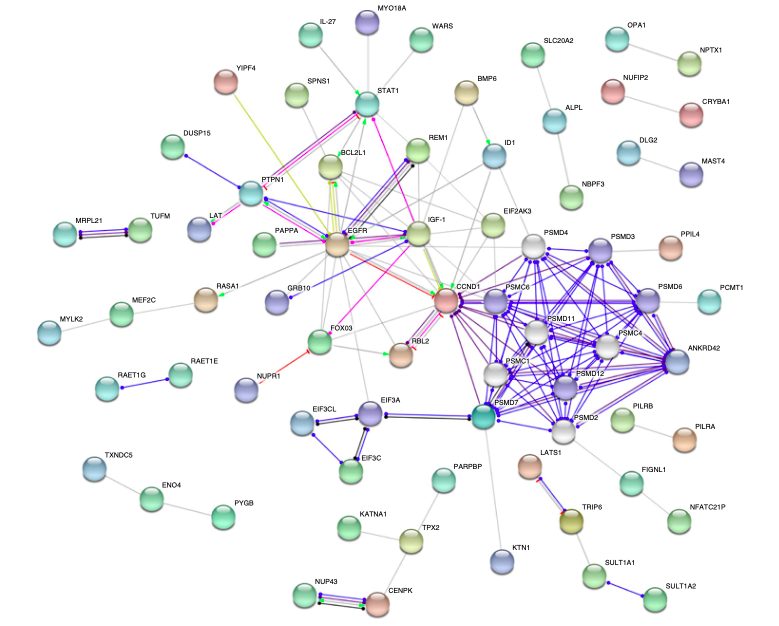 MYO18A
IL-27
WARS
OPA1
SLC20A2
NPTX1
YIPF4
SPNS1
STAT1
BMP6
NUFIP2
CRYBA1
ALPL
DUSP15
BCL2L1
REM1
ID1
DLG2
MAST4
PTPN1
NBPF3
LAT
IGF-1
EIF2AK3
MRPL21
TUFM
PAPPA
EGFR
PSMD4
PSMD3
PPIL4
RASA1
GRB10
CCND1
PSMC6
PSMD6
PCMT1
MEF2C
MYLK2
PSMD11
FOX03
RBL2
PSMC4
ANKRD42
RAET1E
RAET1G
NUPR1
PSMC1
PSMD12
EIF3CL
EIF3A
PSMD7
PILRB
PSMD2
PILRA
EIF3C
LATS1
TXNDC5
PARPBP
FIGNL1
ENO4
PYGB
KATNA1
TPX2
TRIP6
NFATC21P
KTN1
SULT1A1
NUP43
CENPK
SULT1A2